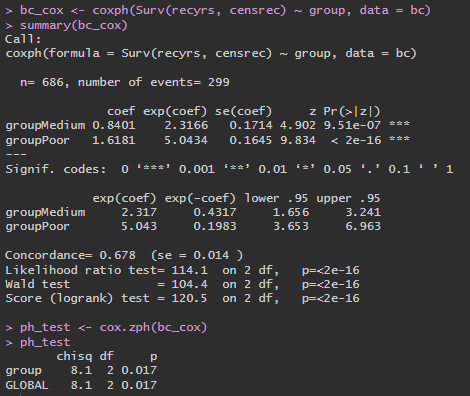 > bc_cox <- coxph(Surv(recyrs, censrec) ~ group, data = bc)
> summary(bc_cox)
Call:
coxph(formula = Surv(recyrs, censrec) ~ group, data = bc)
n= 686, number of events= 299
coef exp(coef) se(coef) z Pr(>|z|)
groupMedium 0.8401 2.3166 0.1714 4.902 9.51e-07 ***
groupPoor 1.6181 5.0434 0.1645 9.834 < 2e-16 ***
---
Signif. codes: 0 ‘***’ 0.001 ‘**’ 0.01 ‘*’ 0.05 ‘.’ 0.1 ‘ ’ 1
exp(coef) exp(-coef) lower .95 upper .95
groupMedium 2.317 0.4317 1.656 3.241
groupPoor 5.043 0.1983 3.653 6.963
Concordance= 0.678 (se = 0.014 )
Likelihood ratio test= 114.1 on 2 df, p=<2e-16
Wald test = 104.4 on 2 df, p=<2e-16
Score (logrank) test = 120.5 on 2 df, p=<2e-16
> ph_test <- cox.zph(bc_cox)
> ph_test
chisq df p
group 8.1 2 0.017
GLOBAL 8.1 2 0.017